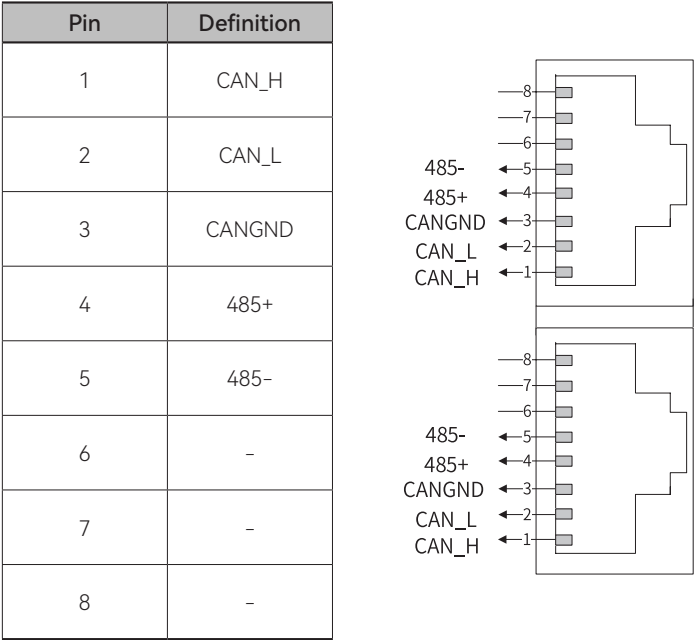 Pin Definition
1 CAN_H
2 CAN_L
3 CANGND
4 485+
5 485-
6 -
7 -
8 -
8
7
6
485- 5
485+ 4
CANGND 3
CAN_L 2
CAN_H 1
8
7
6
485- 5
485+ 4
CANGND 3
CAN_L 2
CAN_H 1